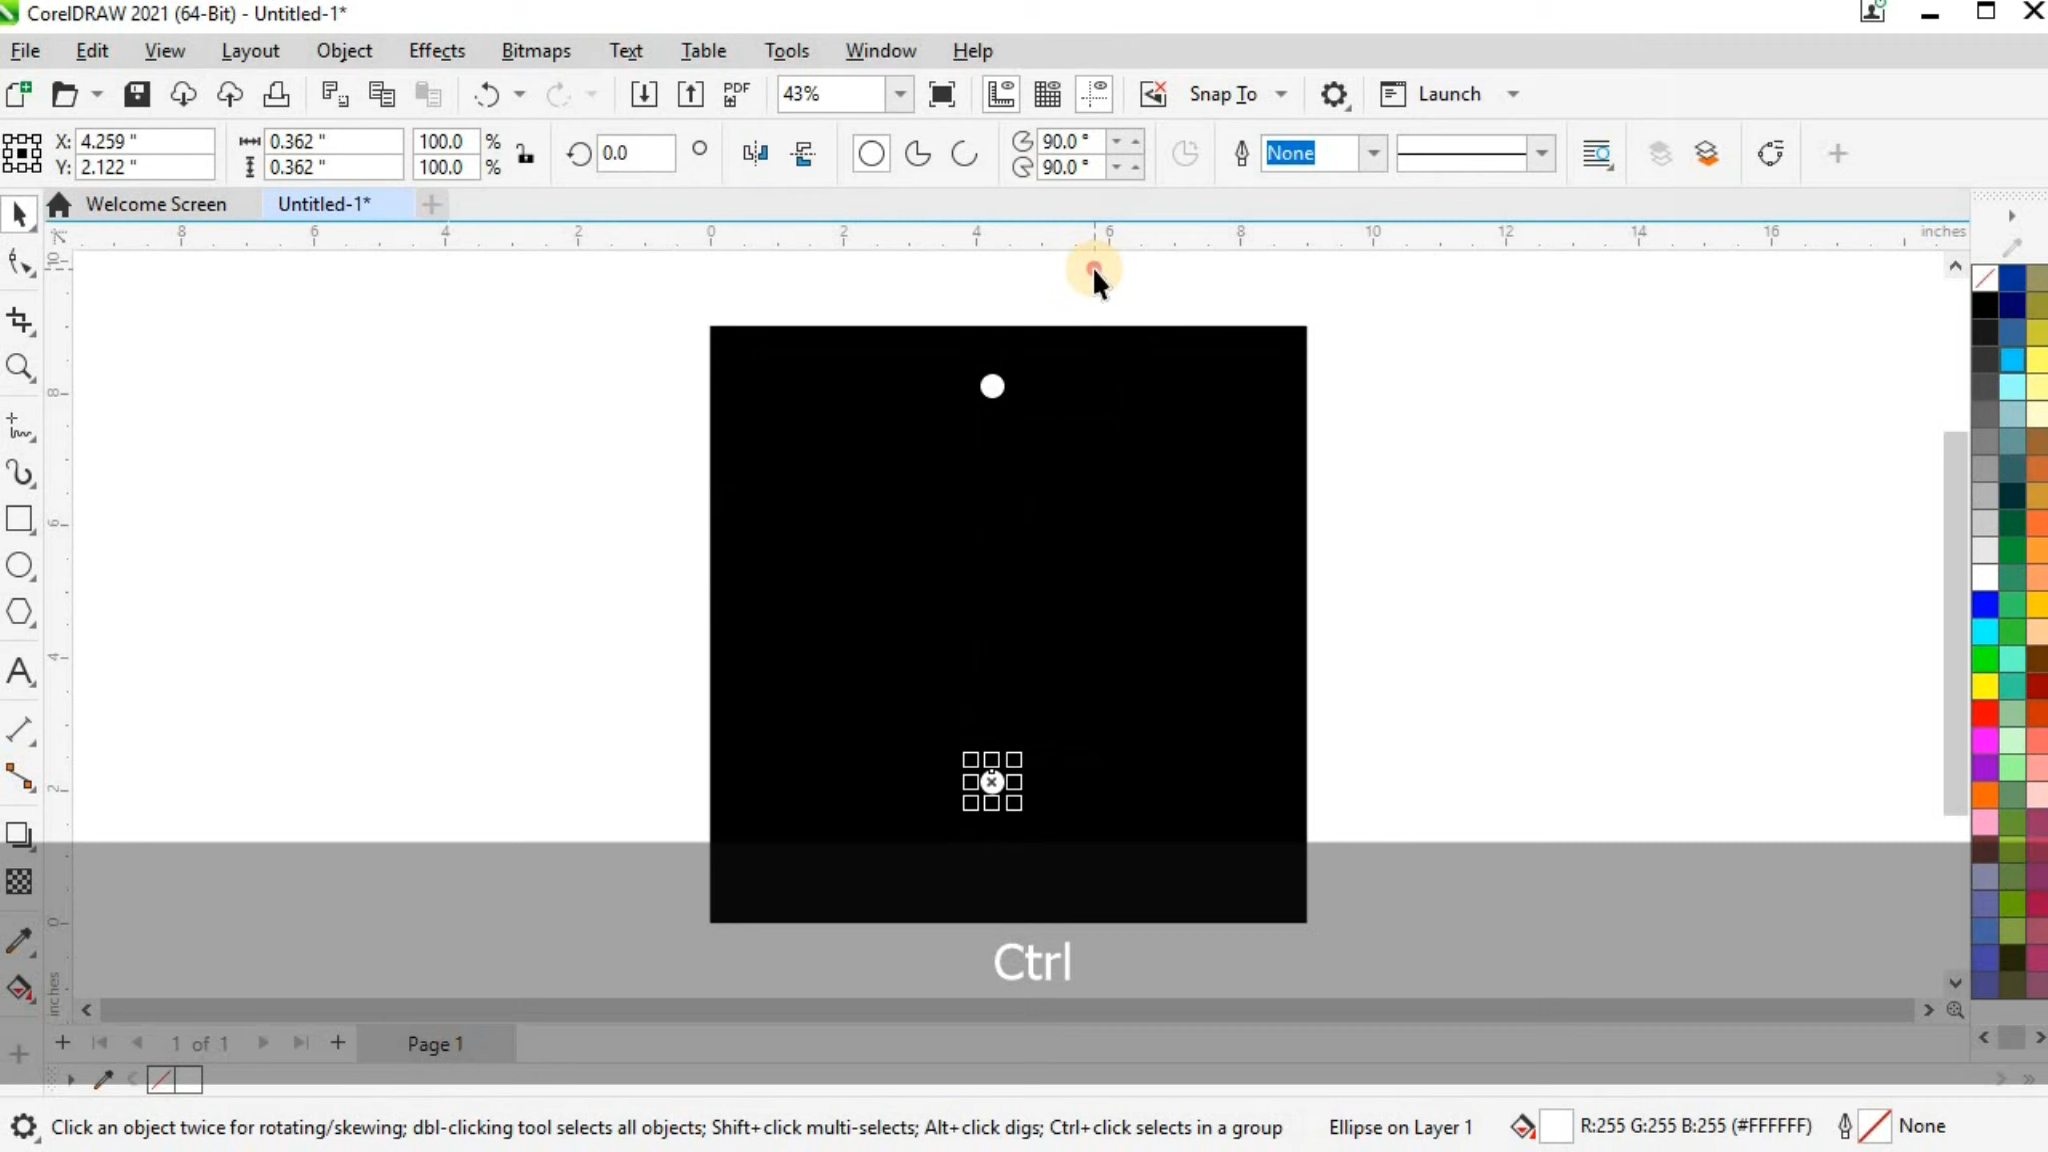 CorelDRAW 2021 (64-Bit) - Untitled-1*
File Edit View Layout Object Effects Bitmaps Text Table Tools Window Help
PDF 43% Snap To Launch
X: 4.259 " 0.362 " 100.0 % 0.0 90.0 ° None
Y: 2.122 " 0.362 " 100.0 % 90.0 °
Welcome Screen Untitled-1*
8 6 4 2 0 2 4 6 8 10 12 14 16 inches
10
8
6
4
2
0
inches
Ctrl
1 of 1 Page 1
Click an object twice for rotating/skewing; dbl-clicking tool selects all objects; Shift+click multi-selects; Alt+click digs; Ctrl+click selects in a group Ellipse on Layer 1 R:255 G:255 B:255 (#FFFFFF) None